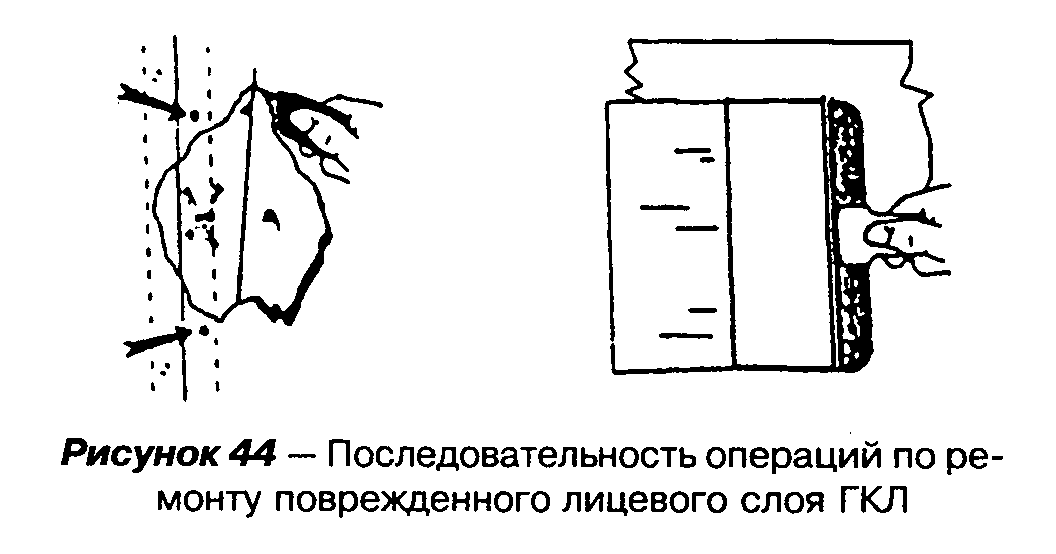 Рисунок 44 – Последовательность операций по ре-
монту поврежденного лицевого слоя ГКЛ